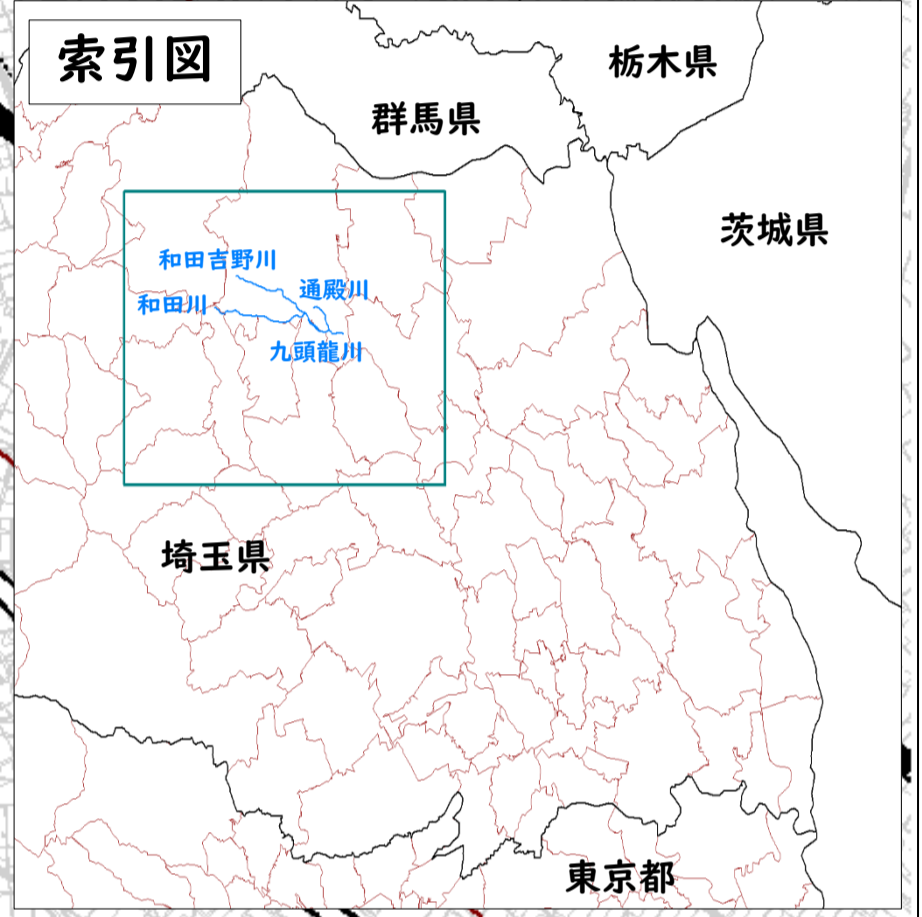 索引図
栃木県
群馬県
茨城県
和田吉野川
通殿川
和田川
九頭龍川
埼玉県
東京都